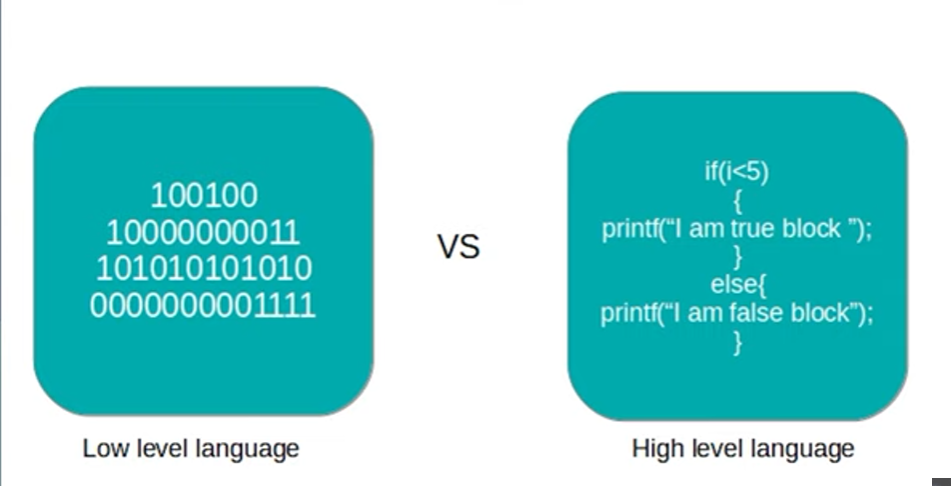 100100
10000000011
101010101010
0000000001111
Low level language
VS
if(i<5)
{
printf(“I am true block ”);
}
else{
printf(“I am false block”);
}
High level language